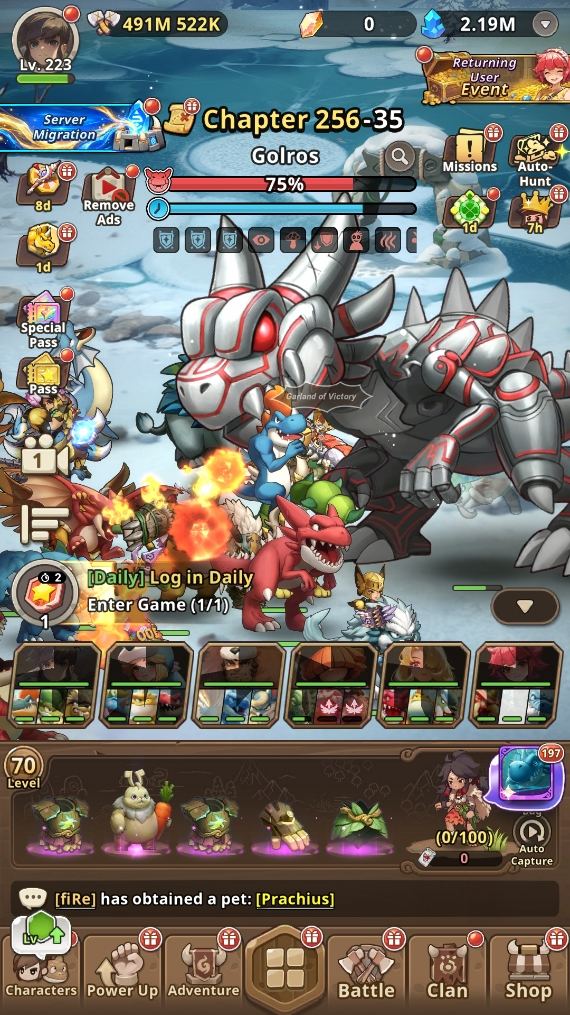 491M 522K
0
2.19M
Lv. 223
Returning
User
Event
Server
Migration
Chapter 256-35
Golros
75%
Missions
Auto-
Hunt
8d
Remove
Ads
1d
7h
1d
Special
Pass
Pass
Garland of Victory
1
2
[Daily] Log in Daily
Enter Game (1/1)
1
70
Level
197
(0/100)
0
Bag
Auto
Capture
[fiRe] has obtained a pet: [Prachius]
Lv
Characters
Power Up
Adventure
Battle
Clan
Shop